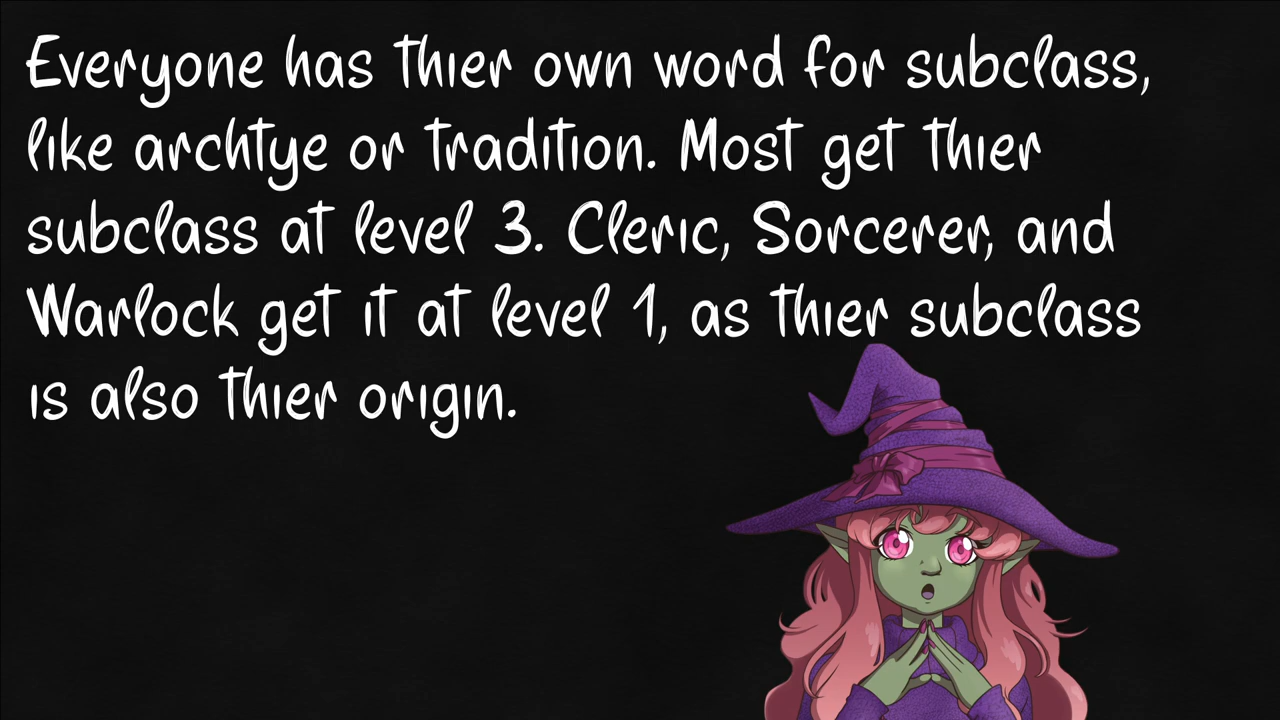 Everyone has thier own word for subclass,
like archtye or tradition. Most get thier
subclass at level 3. Cleric, Sorcerer, and
Warlock get it at level 1, as thier subclass
is also thier origin.